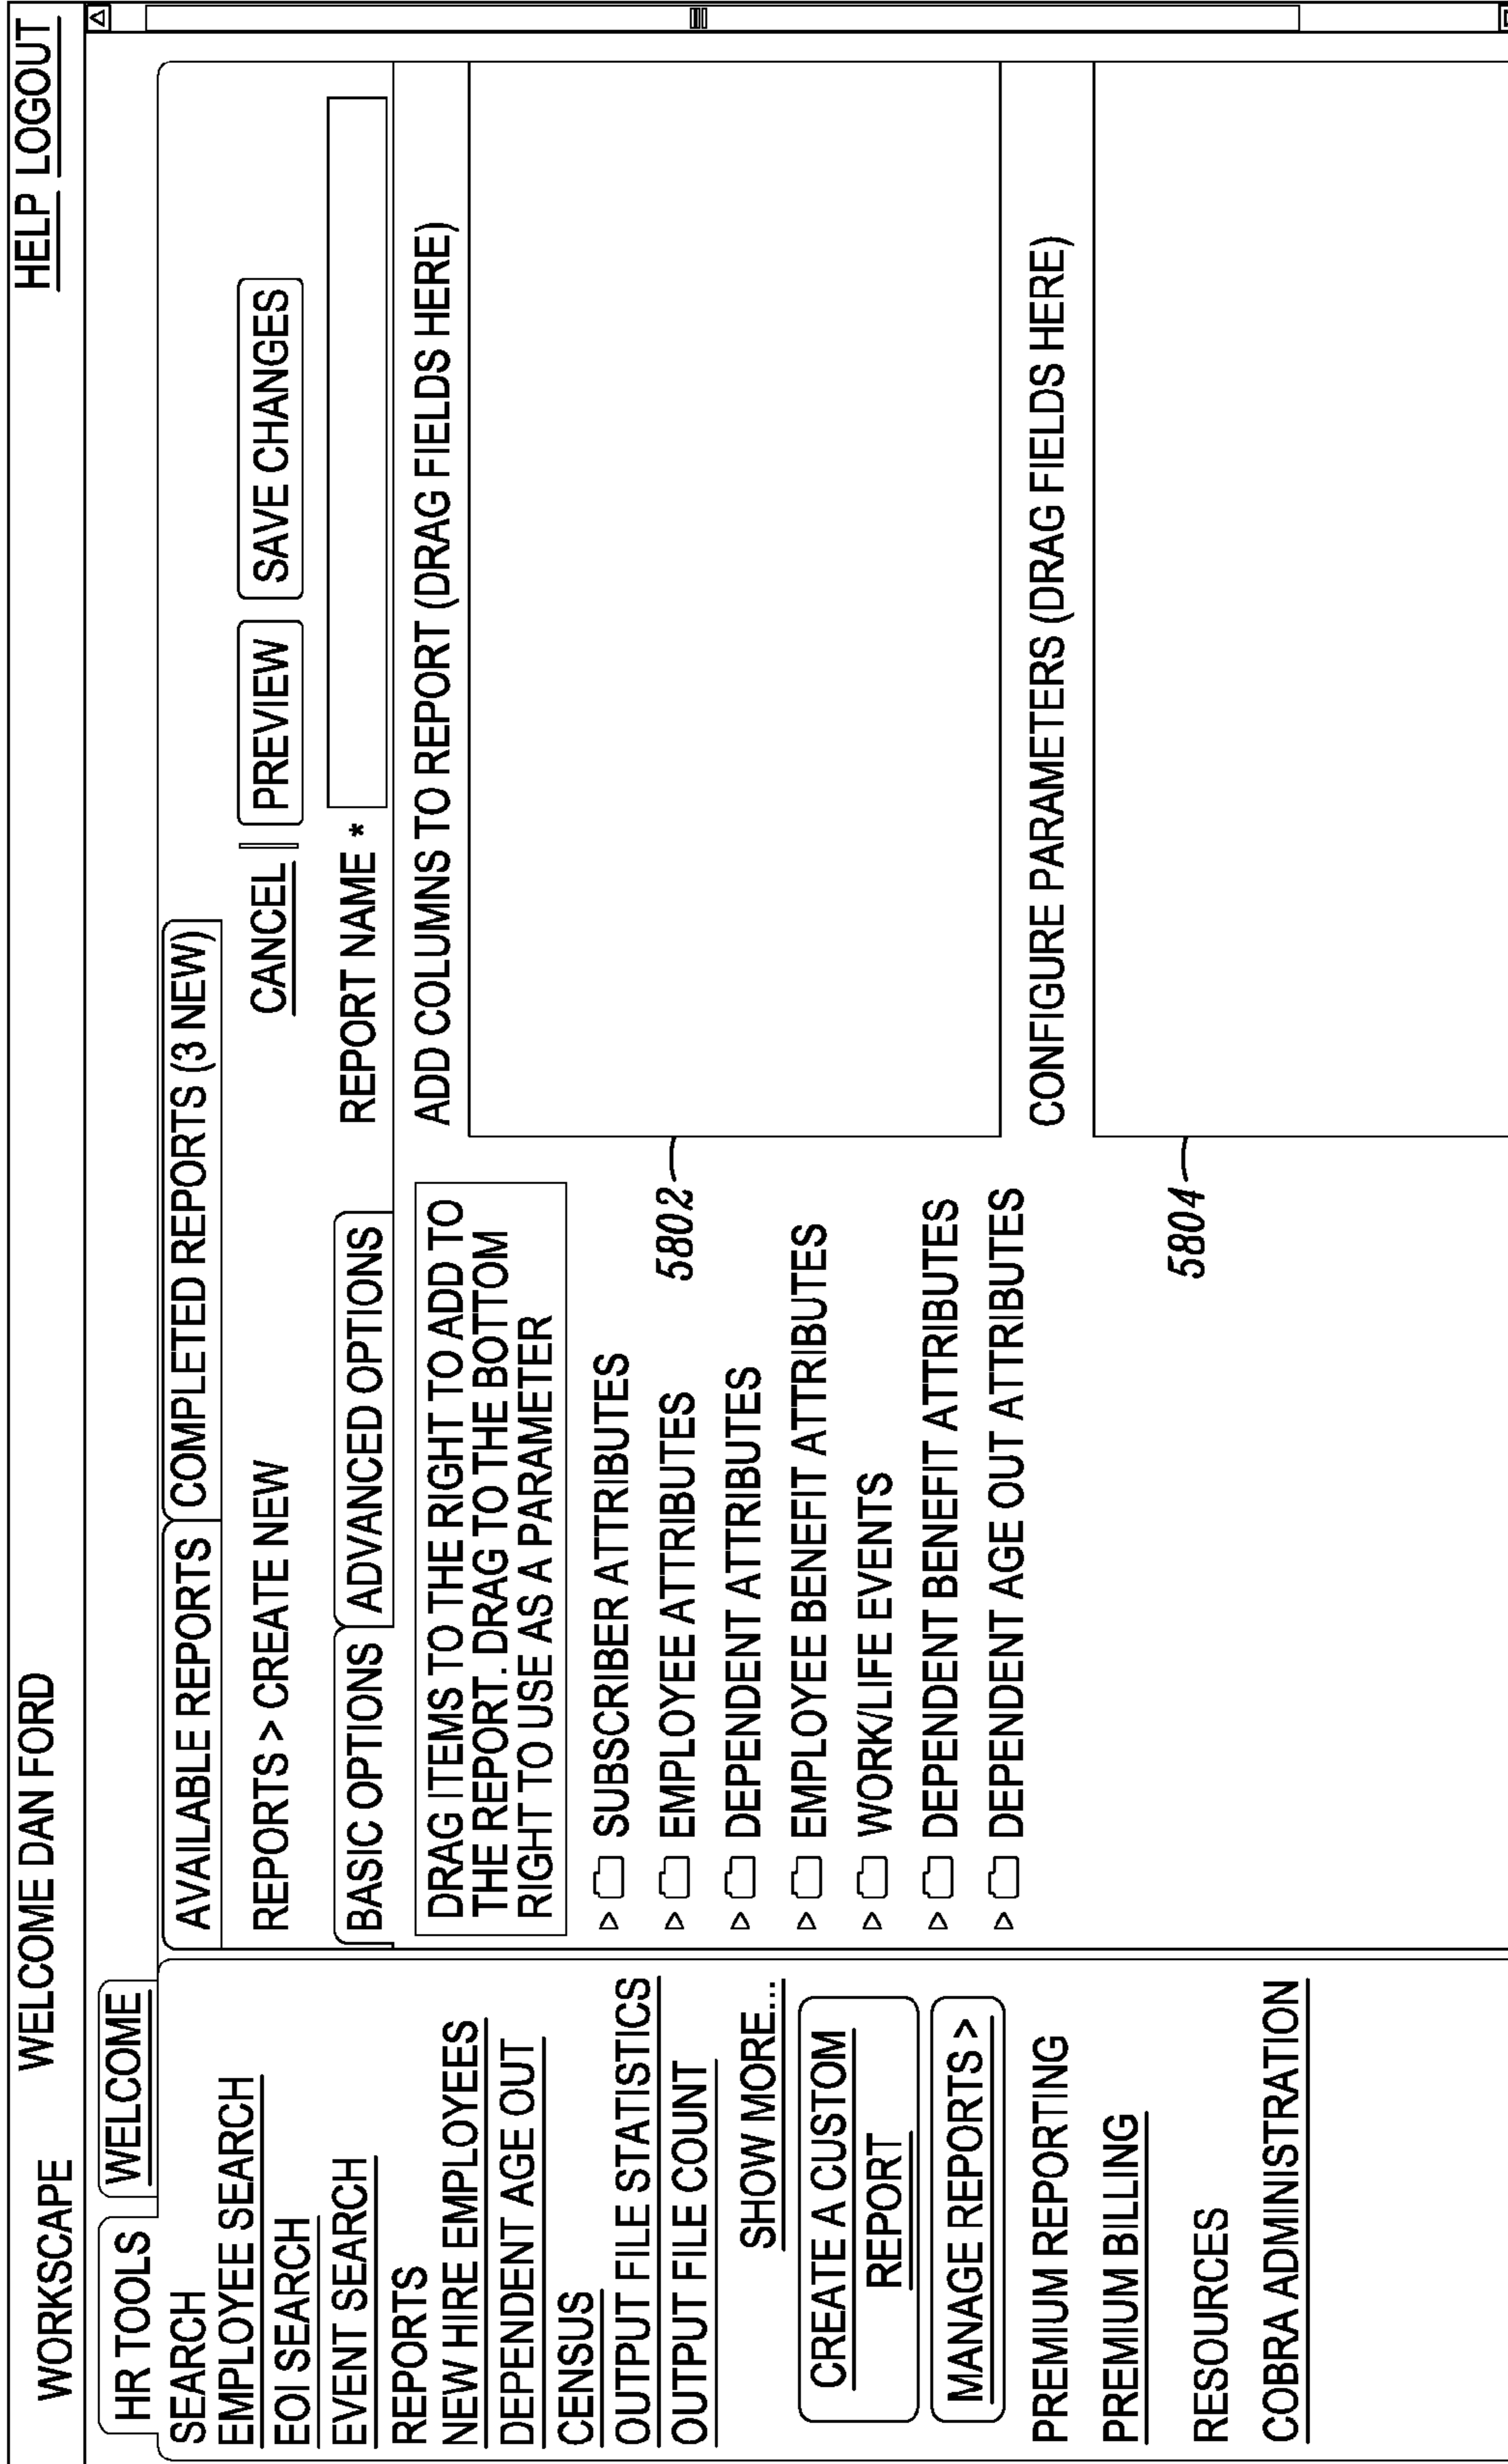 WORKSCAPE
WELCOME DAN FORD
HELP LOGOUT
HR TOOLS
WELCOME
SEARCH
EMPLOYEE SEARCH
EOI SEARCH
EVENT SEARCH
REPORTS
NEW HIRE EMPLOYEES
DEPENDENT AGE OUT
CENSUS
OUTPUT FILE STATISTICS
OUTPUT FILE COUNT
SHOW MORE...
CREATE A CUSTOM
REPORT
MANAGE REPORTS >
PREMIUM REPORTING
PREMIUM BILLING
RESOURCES
COBRA ADMINISTRATION
AVAILABLE REPORTS
COMPLETED REPORTS (3 NEW)
REPORTS > CREATE NEW
CANCEL
PREVIEW
SAVE CHANGES
BASIC OPTIONS
ADVANCED OPTIONS
REPORT NAME *
DRAG ITEMS TO THE RIGHT TO ADD TO
THE REPORT. DRAG TO THE BOTTOM
RIGHT TO USE AS A PARAMETER
SUBSCRIBER ATTRIBUTES
EMPLOYEE ATTRIBUTES
DEPENDENT ATTRIBUTES
EMPLOYEE BENEFIT ATTRIBUTES
WORK/LIFE EVENTS
DEPENDENT BENEFIT ATTRIBUTES
DEPENDENT AGE OUT ATTRIBUTES
ADD COLUMNS TO REPORT (DRAG FIELDS HERE)
5802
CONFIGURE PARAMETERS (DRAG FIELDS HERE)
5804